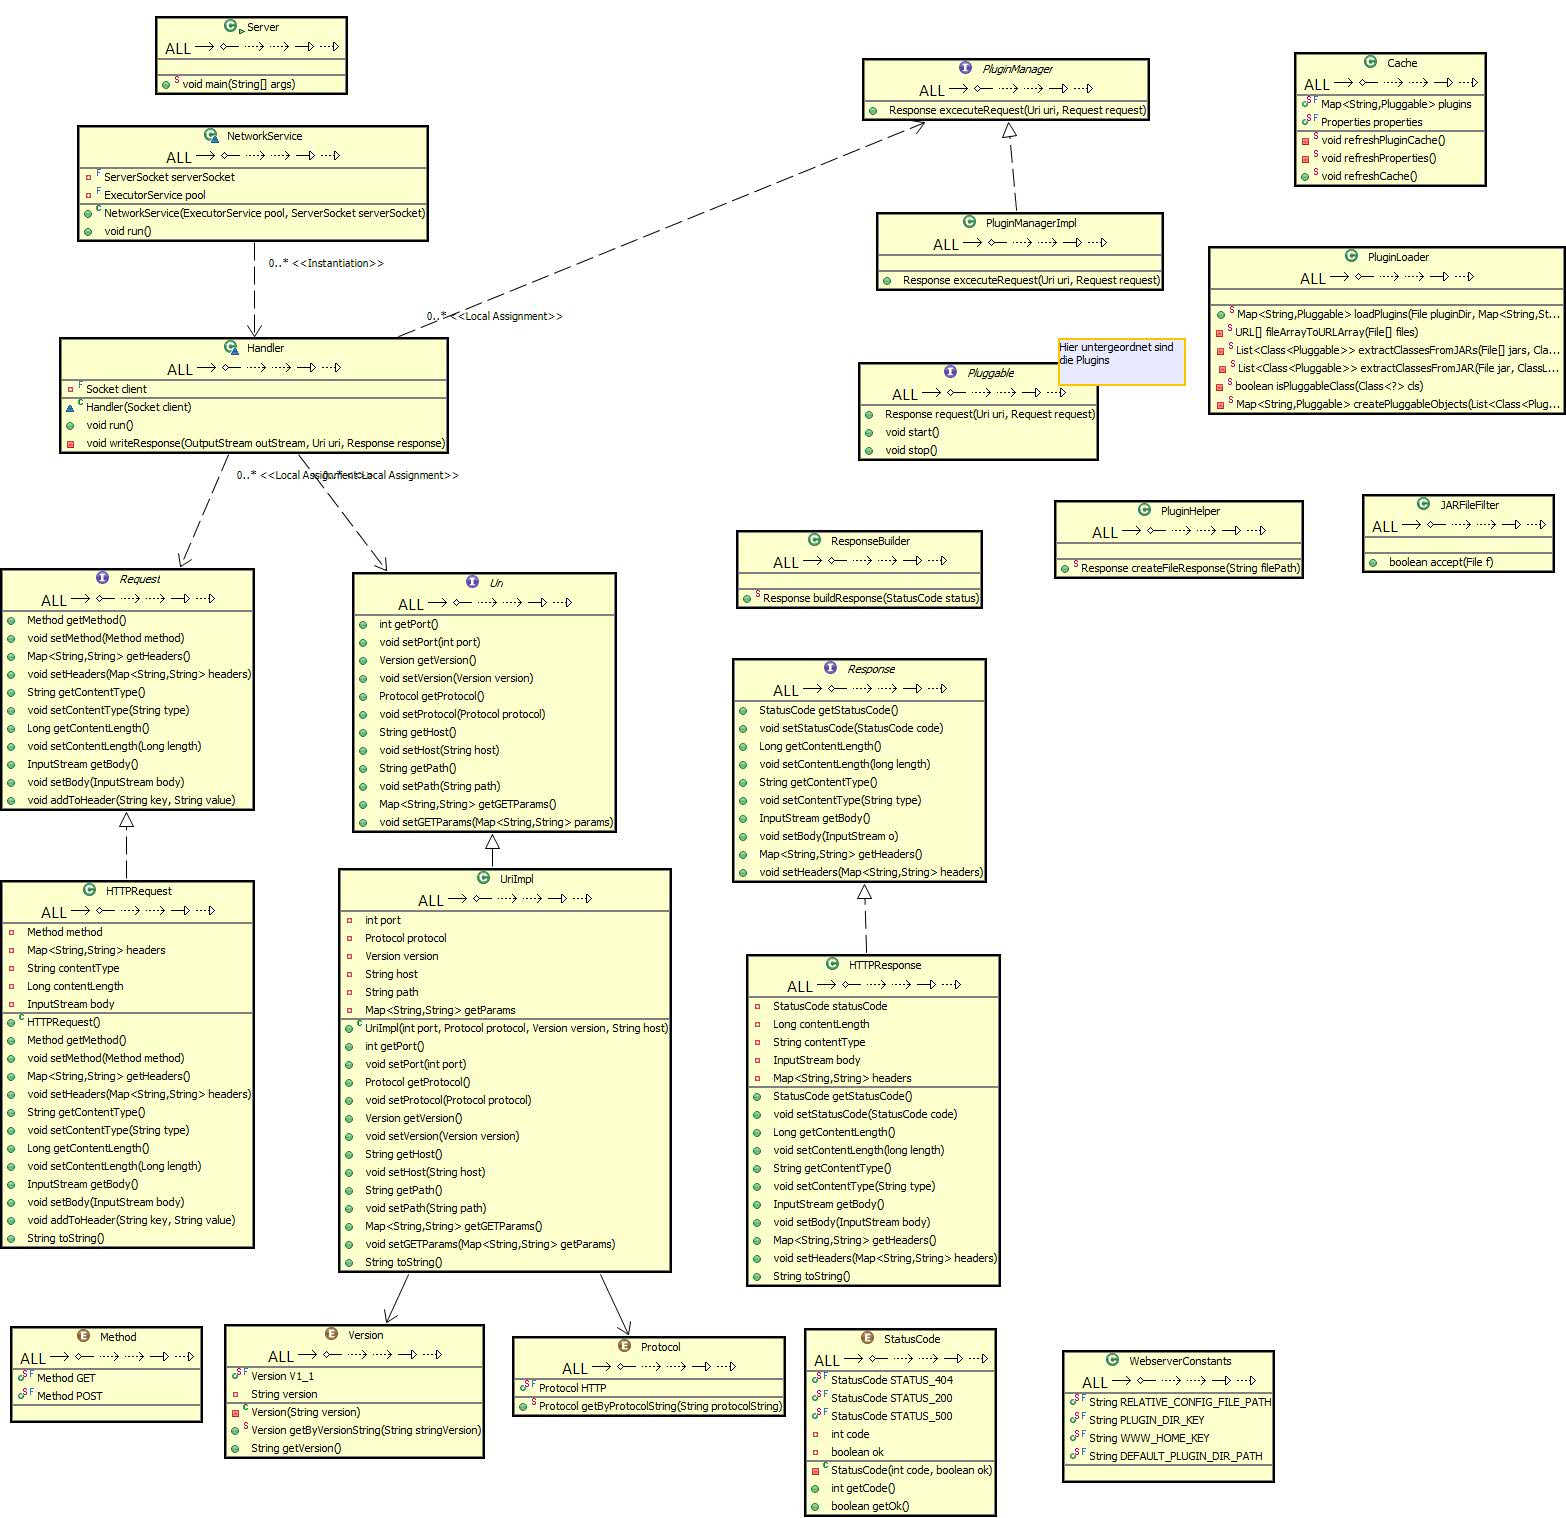 Server
ALL
void main(String[] args)
NetworkService
ALL
ServerSocket serverSocket
ExecutorService pool
NetworkService(ExecutorService pool, ServerSocket serverSocket)
void run()
0..* <<Instantiation>>
Handler
ALL
Socket client
Handler(Socket client)
void run()
void writeResponse(OutputStream outStream, Uri uri, Response response)
0..* <<Local Assignment>>
0..* <<Local Assignment>>
0..* <<Local Assignment>>
PluginManager
ALL
Response excecuteRequest(Uri uri, Request request)
PluginManagerImpl
ALL
Response excecuteRequest(Uri uri, Request request)
Cache
ALL
Map<String,Pluggable> plugins
Properties properties
void refreshPluginCache()
void refreshProperties()
void refreshCache()
PluginLoader
ALL
Map<String,Pluggable> loadPlugins(File pluginDir, Map<String,St...
URL[] fileArrayToURLArray(File[] files)
List<Class<Pluggable>> extractClassesFromJARs(File[] jars, Cla...
List<Class<Pluggable>> extractClassesFromJAR(File jar, ClassL...
boolean isPluggableClass(Class<?> cls)
Map<String,Pluggable> createPluggableObjects(List<Class<Plug...
Hier untergeordnet sind
die Plugins
Pluggable
ALL
Response request(Uri uri, Request request)
void start()
void stop()
PluginHelper
ALL
Response createFileResponse(String filePath)
JARFileFilter
ALL
boolean accept(File f)
ResponseBuilder
ALL
Response buildResponse(StatusCode status)
Request
ALL
Method getMethod()
void setMethod(Method method)
Map<String,String> getHeaders()
void setHeaders(Map<String,String> headers)
String getContentType()
void setContentType(String type)
Long getContentLength()
void setContentLength(Long length)
InputStream getBody()
void setBody(InputStream body)
void addToHeader(String key, String value)
Uri
ALL
int getPort()
void setPort(int port)
Version getVersion()
void setVersion(Version version)
Protocol getProtocol()
void setProtocol(Protocol protocol)
String getHost()
void setHost(String host)
String getPath()
void setPath(String path)
Map<String,String> getGETParams()
void setGETParams(Map<String,String> params)
Response
ALL
StatusCode getStatusCode()
void setStatusCode(StatusCode code)
Long getContentLength()
void setContentLength(long length)
String getContentType()
void setContentType(String type)
InputStream getBody()
void setBody(InputStream o)
Map<String,String> getHeaders()
void setHeaders(Map<String,String> headers)
HTTPRequest
ALL
Method method
Map<String,String> headers
String contentType
Long contentLength
InputStream body
HTTPRequest()
Method getMethod()
void setMethod(Method method)
Map<String,String> getHeaders()
void setHeaders(Map<String,String> headers)
String getContentType()
void setContentType(String type)
Long getContentLength()
void setContentLength(Long length)
InputStream getBody()
void setBody(InputStream body)
void addToHeader(String key, String value)
String toString()
UriImpl
ALL
int port
Protocol protocol
Version version
String host
String path
Map<String,String> getParams
UriImpl(int port, Protocol protocol, Version version, String host)
int getPort()
void setPort(int port)
Protocol getProtocol()
void setProtocol(Protocol protocol)
Version getVersion()
void setVersion(Version version)
String getHost()
void setHost(String host)
String getPath()
void setPath(String path)
Map<String,String> getGETParams()
void setGETParams(Map<String,String> getParams)
String toString()
HTTPResponse
ALL
StatusCode statusCode
Long contentLength
String contentType
InputStream body
Map<String,String> headers
StatusCode getStatusCode()
void setStatusCode(StatusCode code)
Long getContentLength()
void setContentLength(long length)
String getContentType()
void setContentType(String type)
InputStream getBody()
void setBody(InputStream body)
Map<String,String> getHeaders()
void setHeaders(Map<String,String> headers)
String toString()
Method
ALL
Method GET
Method POST
Version
ALL
Version V1_1
String version
Version(String version)
Version getByVersionString(String stringVersion)
String getVersion()
Protocol
ALL
Protocol HTTP
Protocol getByProtocolString(String protocolString)
StatusCode
ALL
StatusCode STATUS_404
StatusCode STATUS_200
StatusCode STATUS_500
int code
boolean ok
StatusCode(int code, boolean ok)
int getCode()
boolean getOk()
WebserverConstants
ALL
String RELATIVE_CONFIG_FILE_PATH
String PLUGIN_DIR_KEY
String WWW_HOME_KEY
String DEFAULT_PLUGIN_DIR_PATH